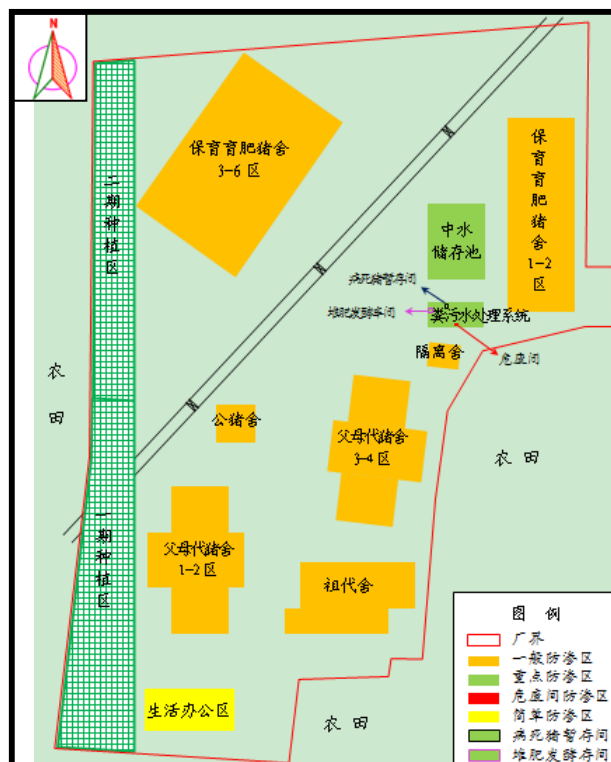 N
保育育肥猪舍
3-6 区
保育育肥猪舍
1-2
区
二期种植区
中水
储存池
病死猪暂存间
堆肥发酵车间
粪污水处理系统
隔离舍
危废间
农
田
公猪舍
父母代猪舍
3-4 区
农 田
一期种植区
父母代猪舍
1-2 区
祖代舍
生活办公区
农 田
图 例
厂界
一般防渗区
重点防渗区
危废间防渗区
简单防渗区
病死猪暂存间
堆肥发酵存间